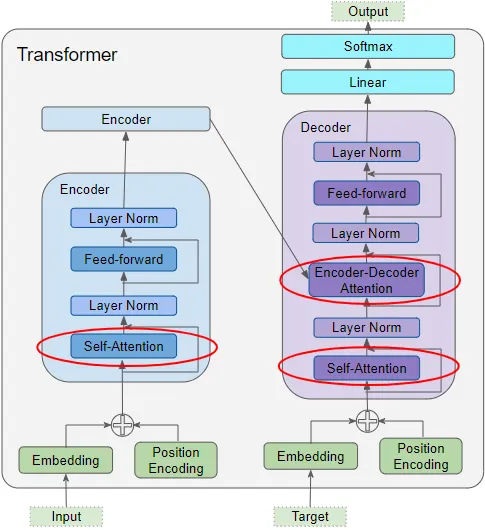 Output
Transformer
Softmax
Linear
Encoder
Encoder
Layer Norm
Feed-forward
Layer Norm
Self-Attention
Decoder
Layer Norm
Feed-forward
Layer Norm
Encoder-Decoder
Attention
Layer Norm
Self-Attention
Embedding
Position
Encoding
Embedding
Position
Encoding
Input
Target